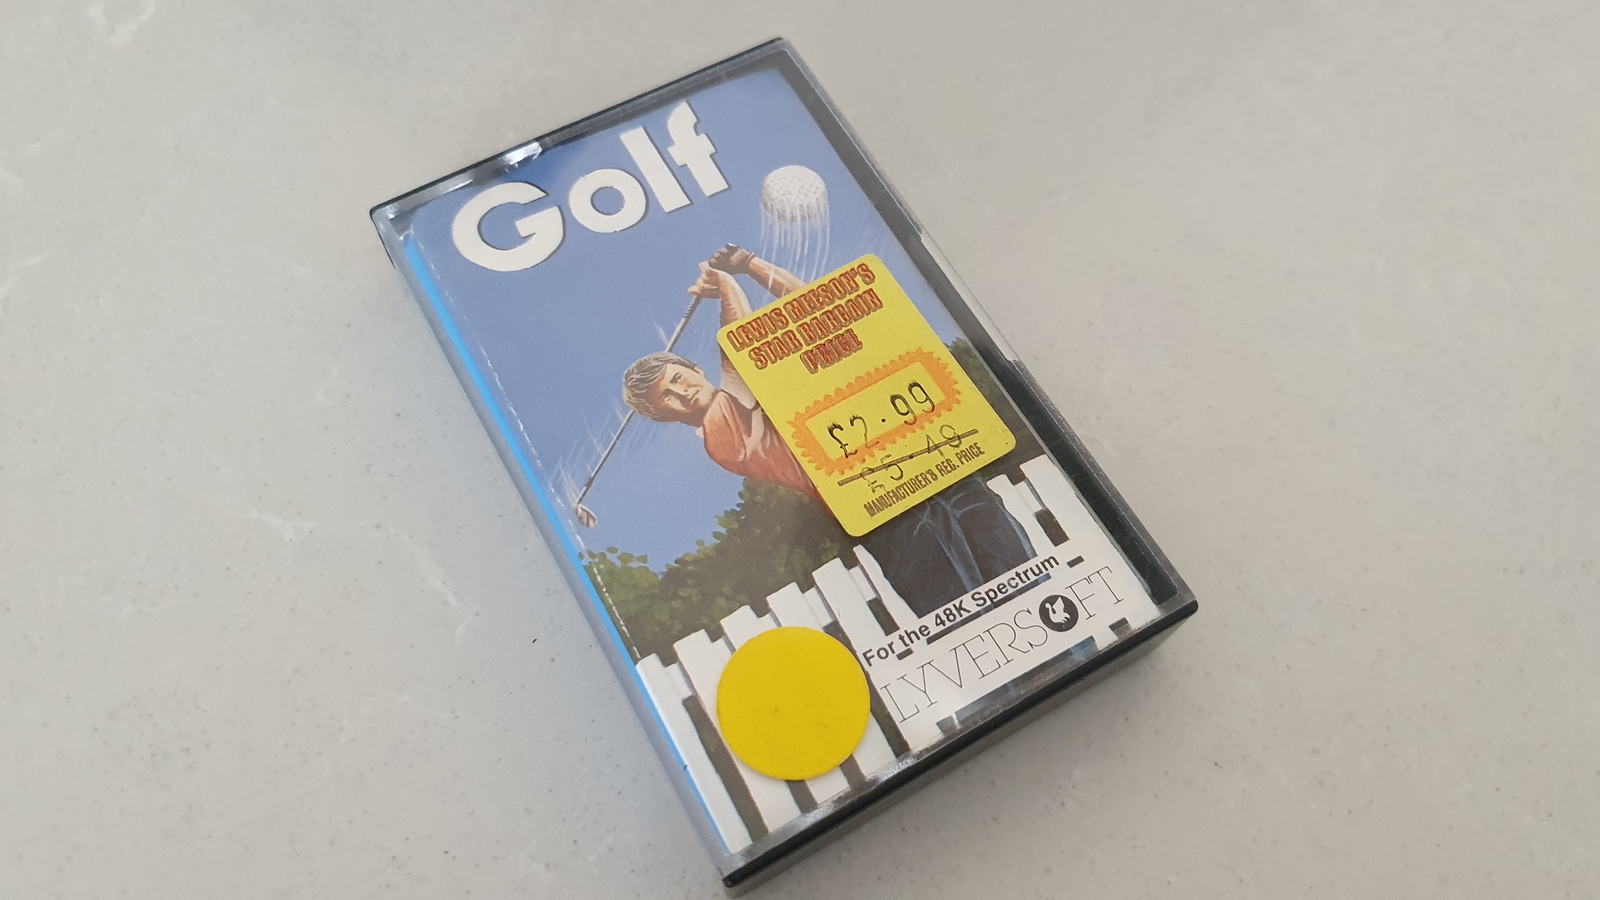 Golf
LEWIS MEESON'S
STAR BARGAIN
PRICE
£2.99
£5.49
MANUFACTURER'S REC. PRICE
For the 48K Spectrum
LYVERSOFT